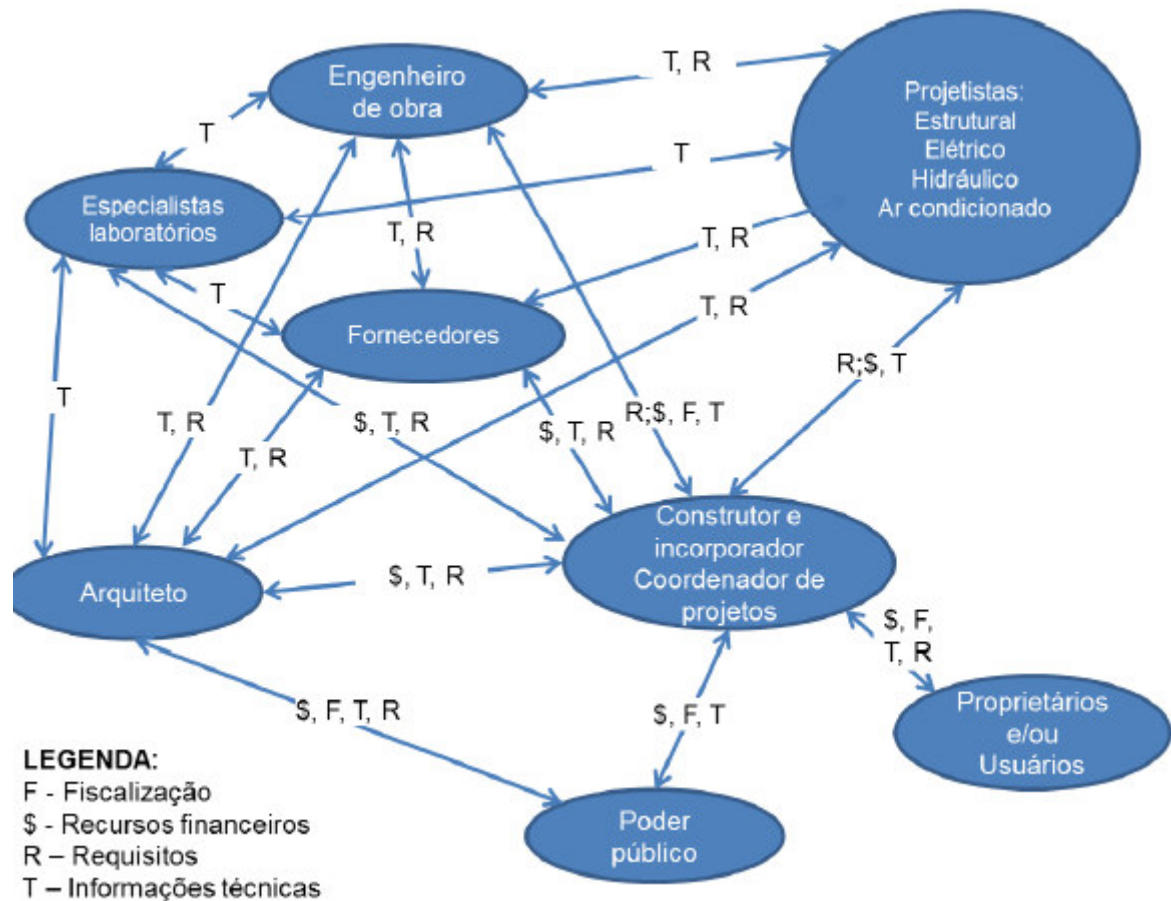 Engenheiro
de obra
T, R
Projetistas:
Estrutural
Elétrico
Hidráulico
Ar condicionado
T
T
Especialistas
laboratórios
T, R
T, R
T
T, R
Fornecedores
R;$, T
T
T, R
$, T, R
$, T, R
R;$, F, T
T, R
Construtor e
incorporador
Coordenador de
projetos
Arquiteto
$, T, R
$, F,
T, R
$, F, T, R
$, F, T
Proprietários
e/ou
Usuários
LEGENDA:
F - Fiscalização
$ - Recursos financeiros
R – Requisitos
T – Informações técnicas
Poder
público